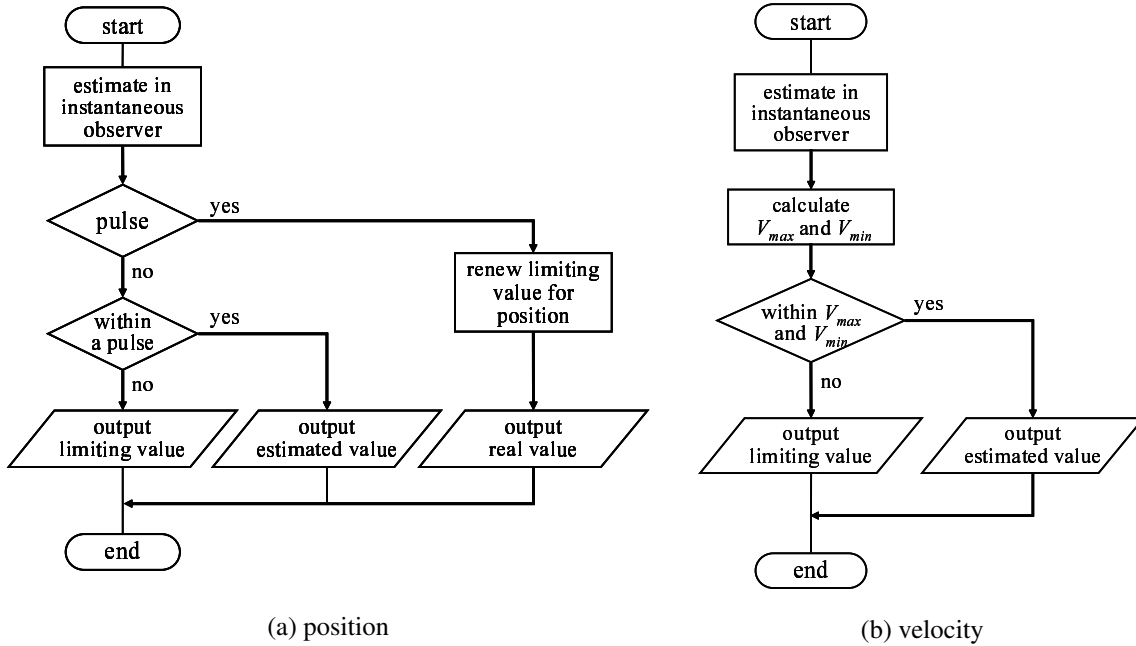 start
estimate in
instantaneous
observer
pulse
yes
no
renew limiting
value for
position
within
a pulse
yes
no
output
limiting value
output
estimated value
output
real value
end
(a) position
start
estimate in
instantaneous
observer
calculate
Vmax and Vmin
within Vmax
and Vmin
yes
no
output
limiting value
output
estimated value
end
(b) velocity